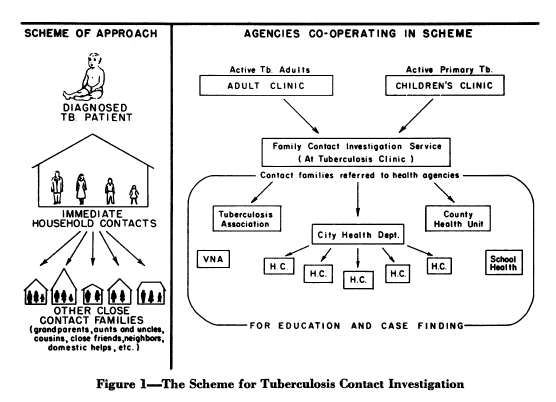 SCHEME OF APPROACH
DIAGNOSED
TB. PATIENT
IMMEDIATE
HOUSEHOLD CONTACTS
OTHER CLOSE
CONTACT FAMILIES
(grandparents, aunts and uncles,
cousins, close friends, neighbors,
domestic helps, etc.)
AGENCIES CO-OPERATING IN SCHEME
Active Tb. Adults
ADULT CLINIC
Active Primary Tb.
CHILDREN'S CLINIC
Family Contact Investigation Service
(At Tuberculosis Clinic)
Contact families referred to health agencies
Tuberculosis
Association
City Health Dept.
County
Health Unit
VNA
H C.
H.C.
H.C.
H.C.
H.C.
School
Health
FOR EDUCATION AND CASE FINDING
Figure 1—The Scheme for Tuberculosis Contact Investigation